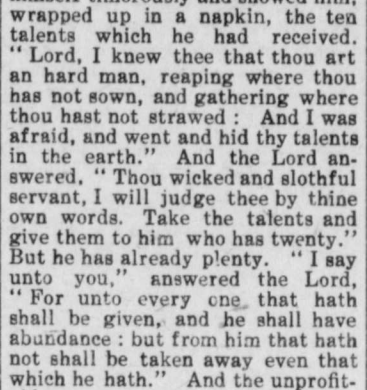 himself timorously and showed him,
wrapped up in a napkin, the ten
talents which he had received.
“ Lord, I knew thee that thou art
an hard man, reaping where thou
has not sown, and gathering where
thou hast not strawed : And I was
afraid, and went and hid thy talents
in the earth.” And the Lord an-
swered, “ Thou wicked and slothful
servant, I will judge thee by thine
own words. Take the talents and
give them to him who has twenty.”
But he has already plenty. “ I say
unto you,” answered the Lord,
“ For unto every one that hath
shall be given, and he shall have
abundance : but from him that hath
not shall be taken away even that
which he hath.” And the unprofit-